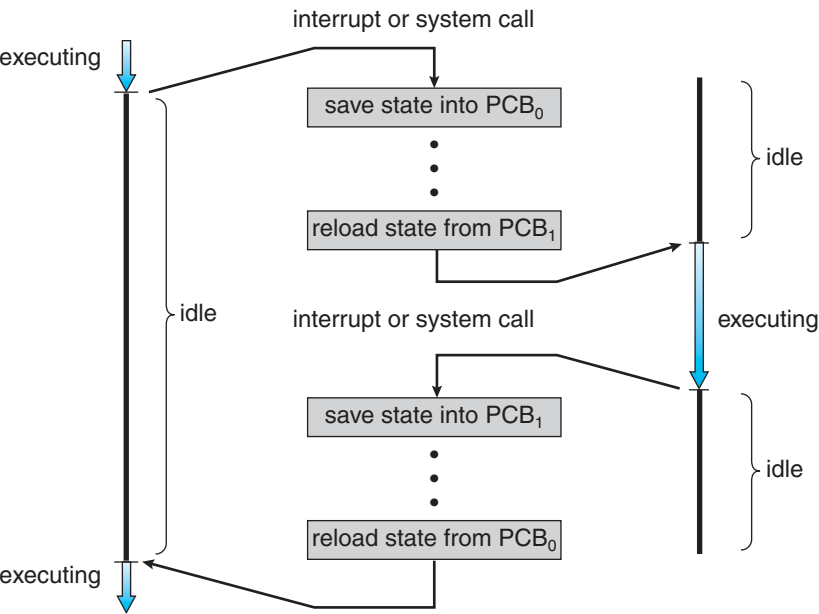 interrupt or system call
executing
save state into PCB₀
idle
reload state from PCB₁
idle
interrupt or system call
executing
save state into PCB₁
idle
reload state from PCB₀
executing